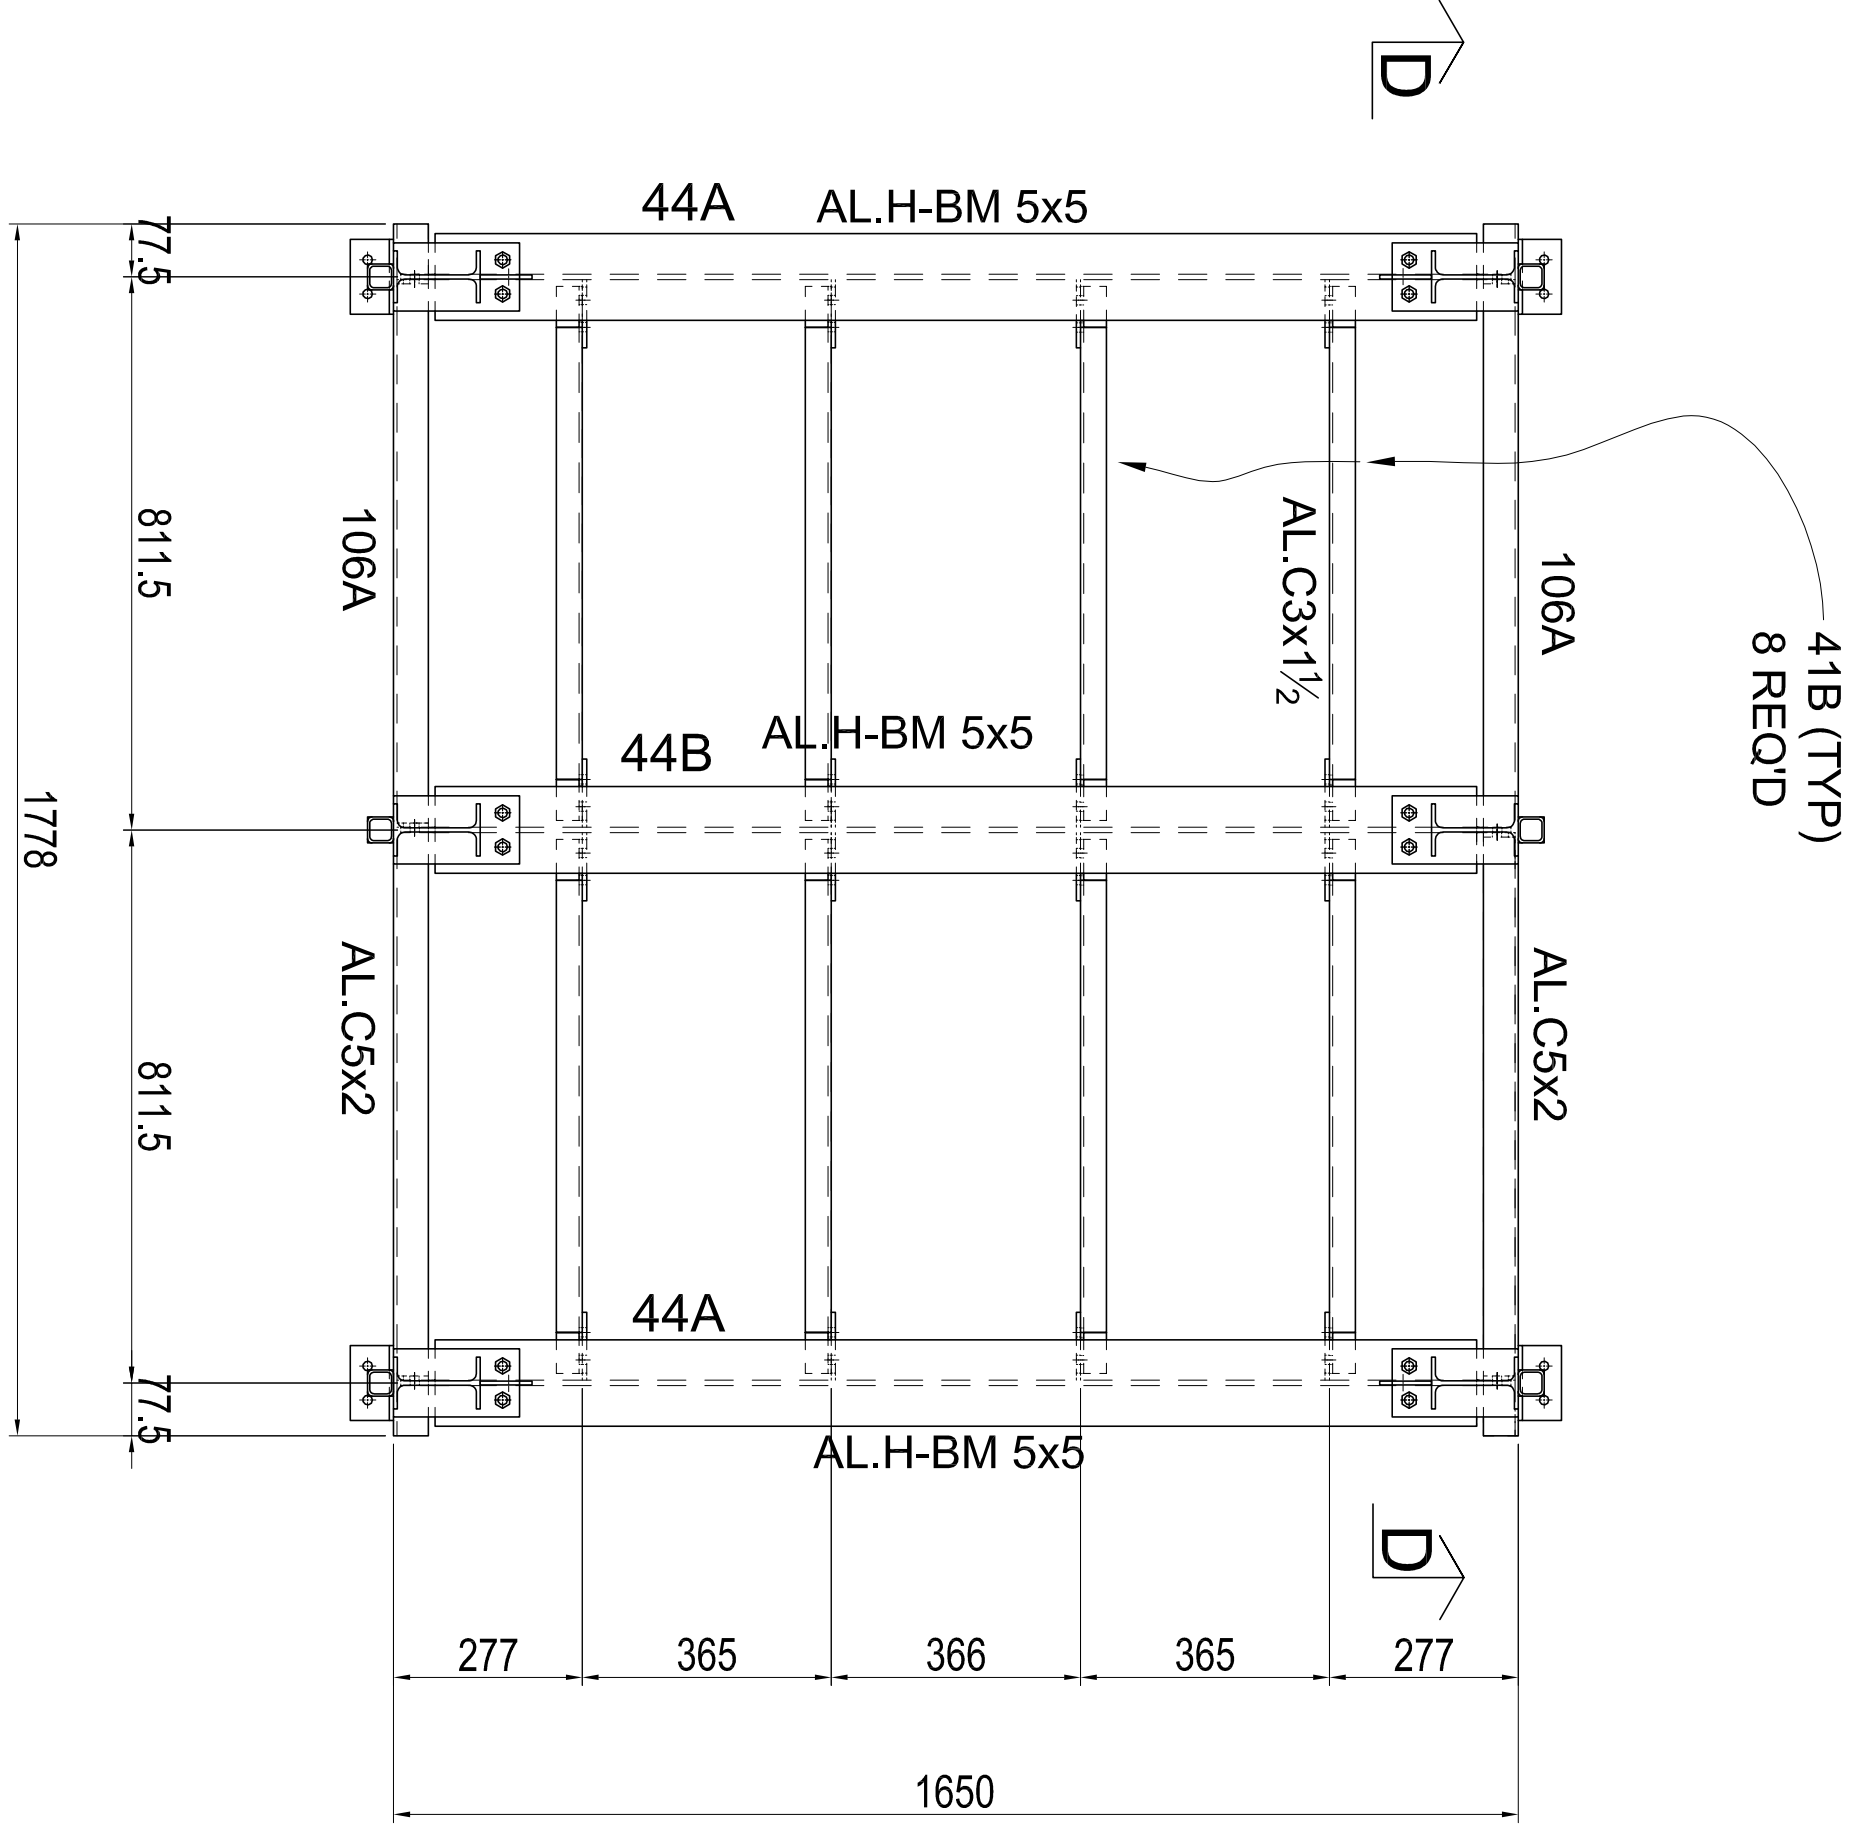 D
44A
AL.H-BM 5x5
77.5
811.5
106A
AL.C3x1½
106A
41B (TYP)
8 REQ'D
44B
AL.H-BM 5x5
1778
AL.C5x2
AL.C5x2
811.5
44A
77.5
AL.H-BM 5x5
D
277
365
366
365
277
1650